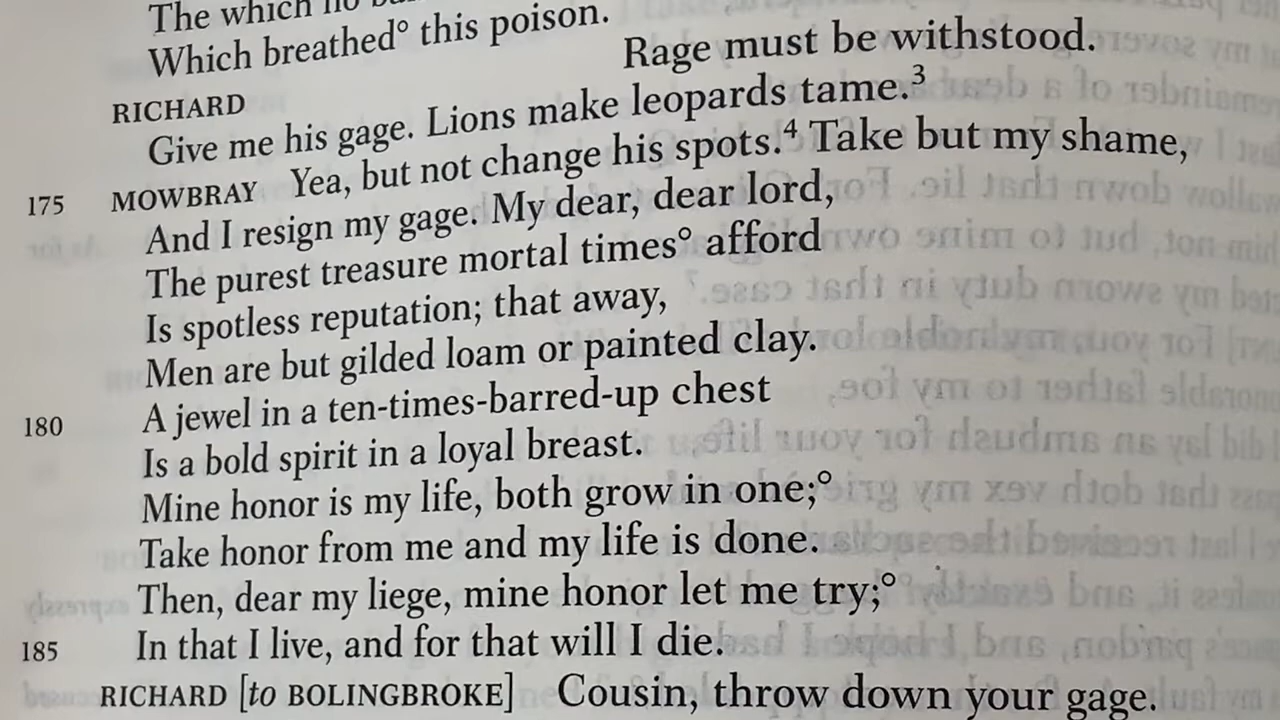 The which no
Which breathed° this poison.
RICHARD Rage must be withstood.
Give me his gage. Lions make leopards tame.³
175 MOWBRAY Yea, but not change his spots.⁴ Take but my shame,
And I resign my gage. My dear, dear lord,
The purest treasure mortal times° afford
Is spotless reputation; that away,
Men are but gilded loam or painted clay.
180 A jewel in a ten-times-barred-up chest
Is a bold spirit in a loyal breast.
Mine honor is my life, both grow in one;°
Take honor from me and my life is done.
Then, dear my liege, mine honor let me try;°
185 In that I live, and for that will I die.
RICHARD [to BOLINGBROKE] Cousin, throw down your gage.